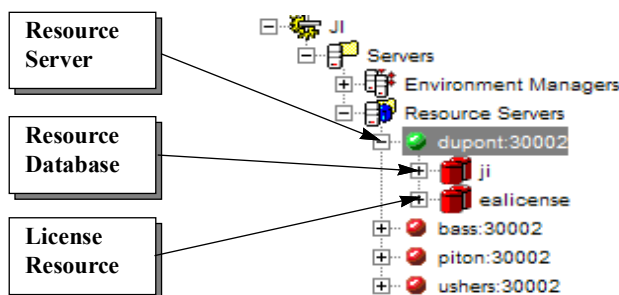 Resource
Server
Resource
Database
License
Resource
JI
Servers
Environment Managers
Resource Servers
dupont:30002
ji
ealicense
bass:30002
piton:30002
ushers:30002